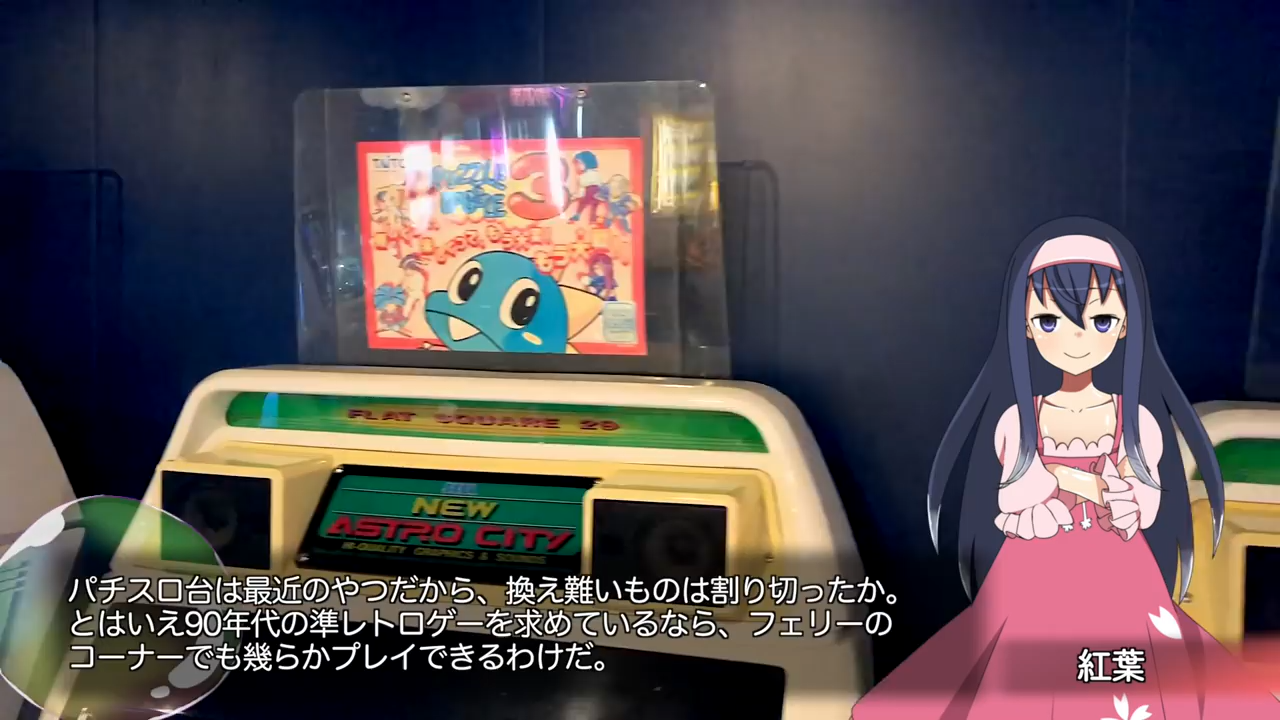 TAITO
PUZZLE
BOBBLE
3
FLAT SQUARE 29
SEGA
NEW
ASTRO CITY
HI-QUALITY GRAPHICS & SOUNDS
パチスロ台は最近のやつだから、換え難いものは割り切ったか。
とはいえ90年代の準レトロゲーを求めているなら、フェリーの
コーナーでも幾らかプレイできるわけだ。
紅葉